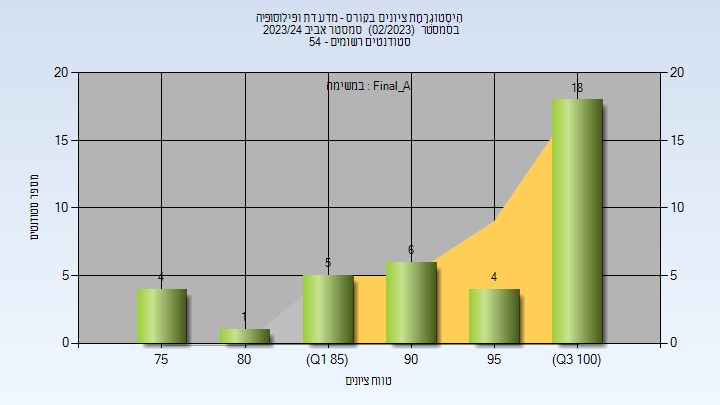 היסטוגרמת ציונים בקורס - מדע דת ופילוסופיה
בסמסטר (02/2023) סמסטר אביב 2023/24
סטודנטים רשומים - 54
במשימה : Final_A
מספר סטודנטים
20
15
10
5
0
20
15
10
5
0
4
1
5
6
4
18
75
80
(Q1 85)
90
95
(Q3 100)
טווח ציונים